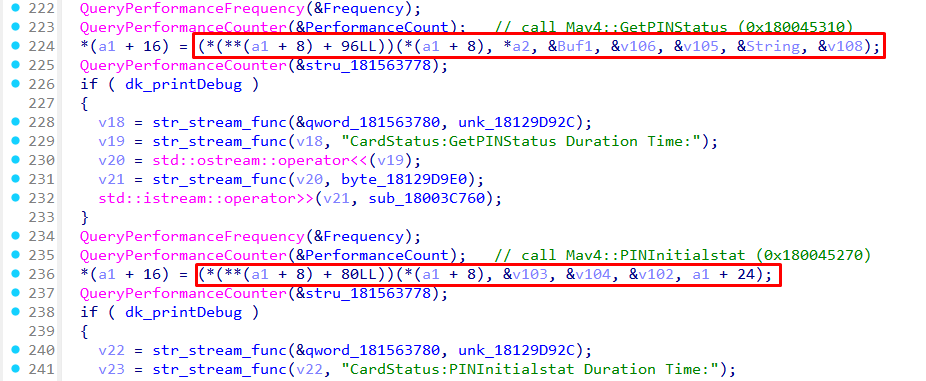 222 QueryPerformanceFrequency(&Frequency);
223 QueryPerformanceCounter(&PerformanceCount); // call Mav4::GetPINStatus (0x180045310)
224 *(a1 + 16) = (*(**(a1 + 8) + 96LL))(*(a1 + 8), *a2, &Buf1, &v106, &v105, &String, &v108);
225 QueryPerformanceCounter(&stru_181563778);
226 if ( dk_printDebug )
227 {
228 v18 = str_stream_func(&qword_181563780, unk_18129D92C);
229 v19 = str_stream_func(v18, "CardStatus:GetPINStatus Duration Time:");
230 v20 = std::ostream::operator<<(v19);
231 v21 = str_stream_func(v20, byte_18129D9E0);
232 std::istream::operator>>(v21, sub_18003C760);
233 }
234 QueryPerformanceFrequency(&Frequency);
235 QueryPerformanceCounter(&PerformanceCount); // call Mav4::PINInitialstat (0x180045270)
236 *(a1 + 16) = (*(**(a1 + 8) + 80LL))(*(a1 + 8), &v103, &v104, &v102, a1 + 24);
237 QueryPerformanceCounter(&stru_181563778);
238 if ( dk_printDebug )
239 {
240 v22 = str_stream_func(&qword_181563780, unk_18129D92C);
241 v23 = str_stream_func(v22, "CardStatus:PINInitialstat Duration Time:");